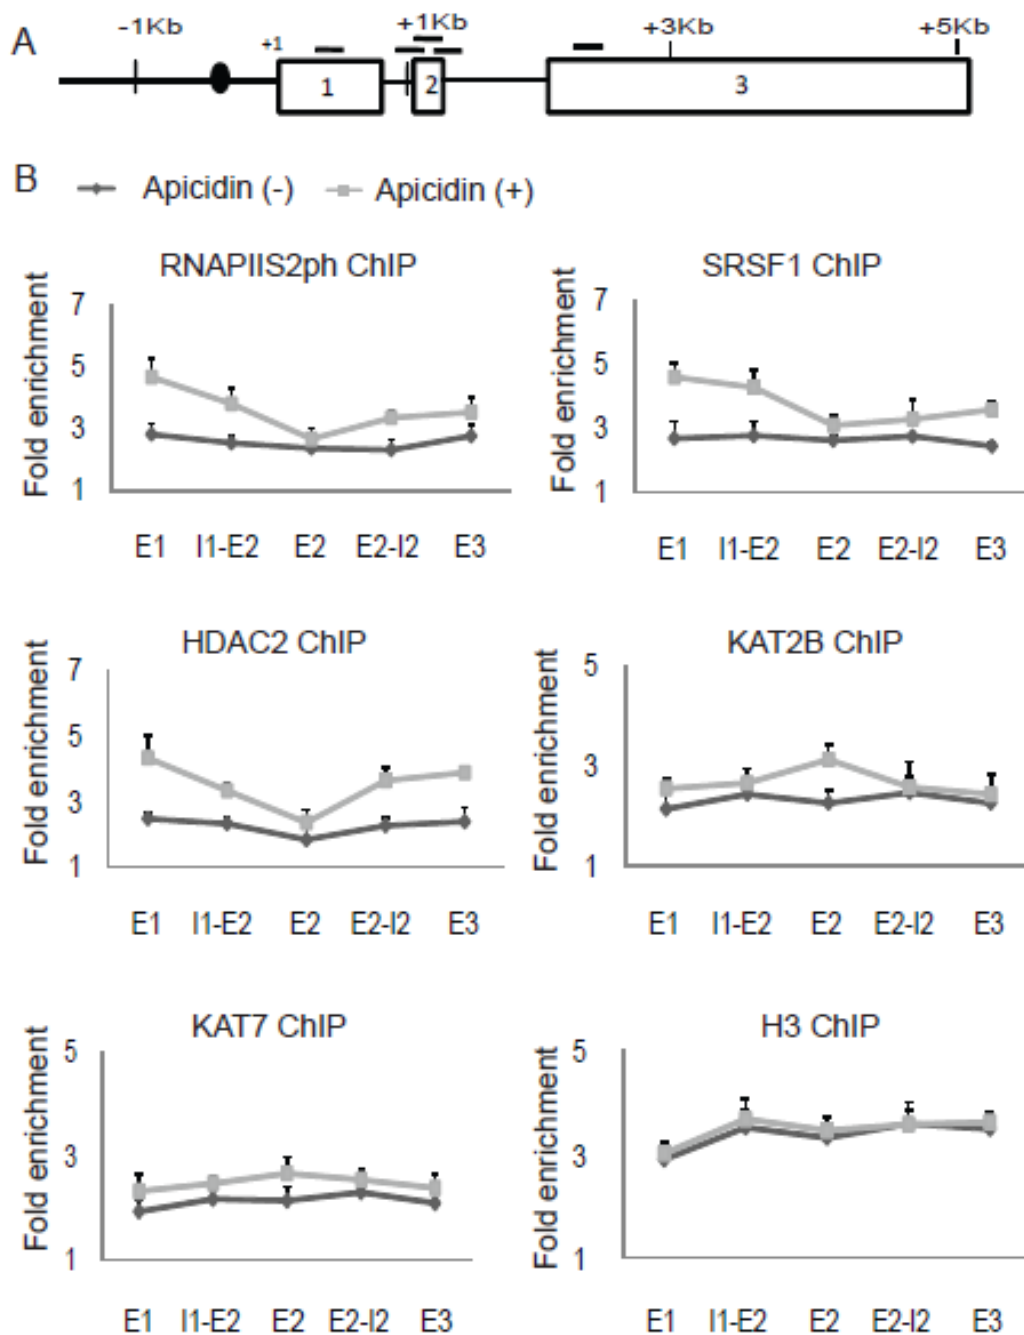 A
-1Kb
+1
+1Kb
+3Kb
+5Kb
1
2
3
B
Apicidin (-)
Apicidin (+)
RNAPIIS2ph ChIP
Fold enrichment
7
5
3
1
E1 I1-E2 E2 E2-I2 E3
SRSF1 ChIP
Fold enrichment
7
5
3
1
E1 I1-E2 E2 E2-I2 E3
HDAC2 ChIP
Fold enrichment
7
5
3
1
E1 I1-E2 E2 E2-I2 E3
KAT2B ChIP
Fold enrichment
5
3
1
E1 I1-E2 E2 E2-I2 E3
KAT7 ChIP
Fold enrichment
5
3
1
E1 I1-E2 E2 E2-I2 E3
H3 ChIP
Fold enrichment
5
3
1
E1 I1-E2 E2 E2-I2 E3